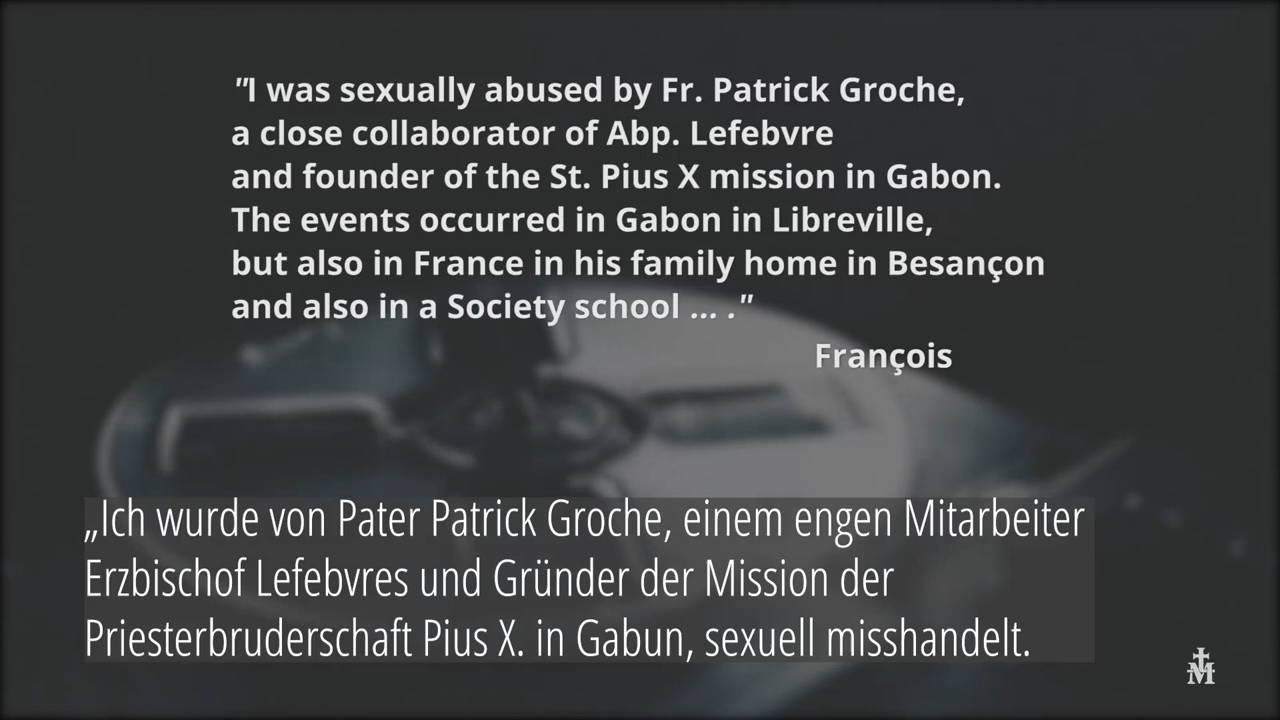 "I was sexually abused by Fr. Patrick Groche,
a close collaborator of Abp. Lefebvre
and founder of the St. Pius X mission in Gabon.
The events occurred in Gabon in Libreville,
but also in France in his family home in Besançon
and also in a Society school ... ."
François
„Ich wurde von Pater Patrick Groche, einem engen Mitarbeiter
Erzbischof Lefebvres und Gründer der Mission der
Priesterbruderschaft Pius X. in Gabun, sexuell misshandelt.
M